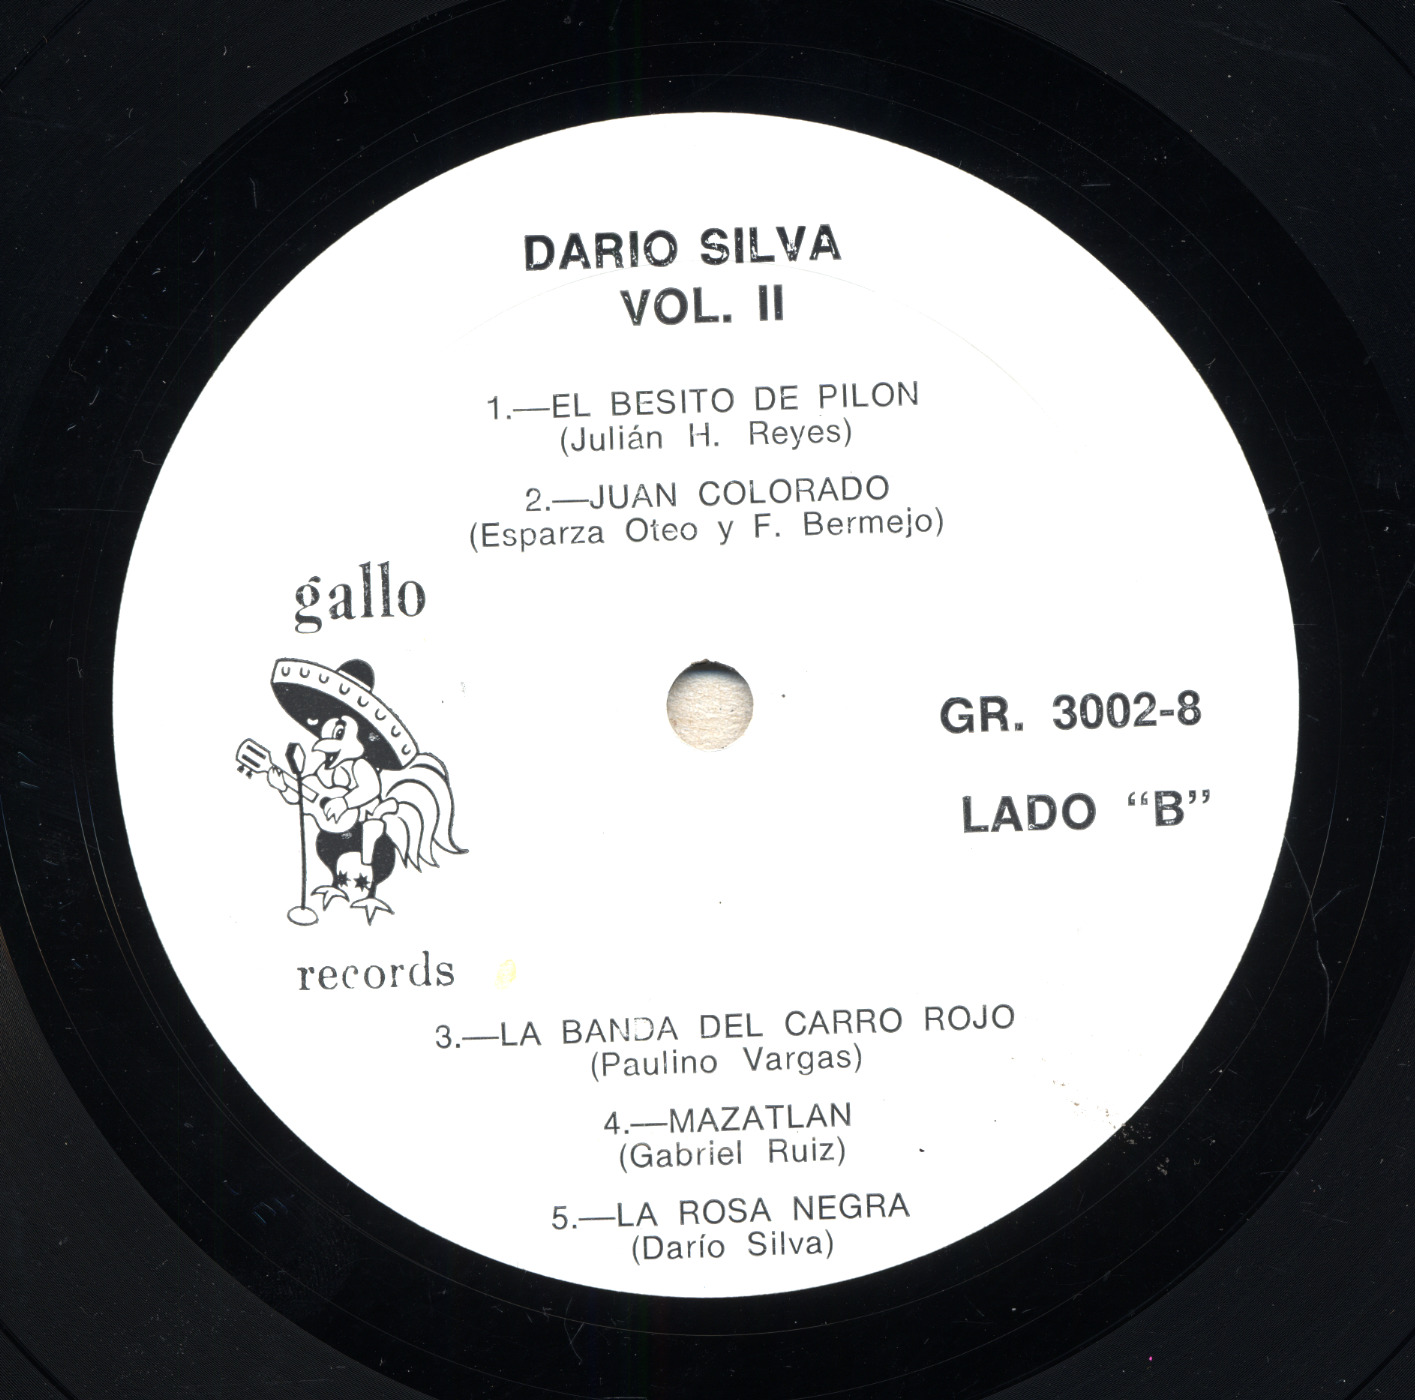 DARIO SILVA
VOL. II
1.—EL BESITO DE PILON
(Julián H. Reyes)
2.—JUAN COLORADO
(Esparza Oteo y F. Bermejo)
gallo
records
GR. 3002-8
LADO “B”
3.—LA BANDA DEL CARRO ROJO
(Paulino Vargas)
4.—MAZATLAN
(Gabriel Ruiz)
5.—LA ROSA NEGRA
(Darío Silva)